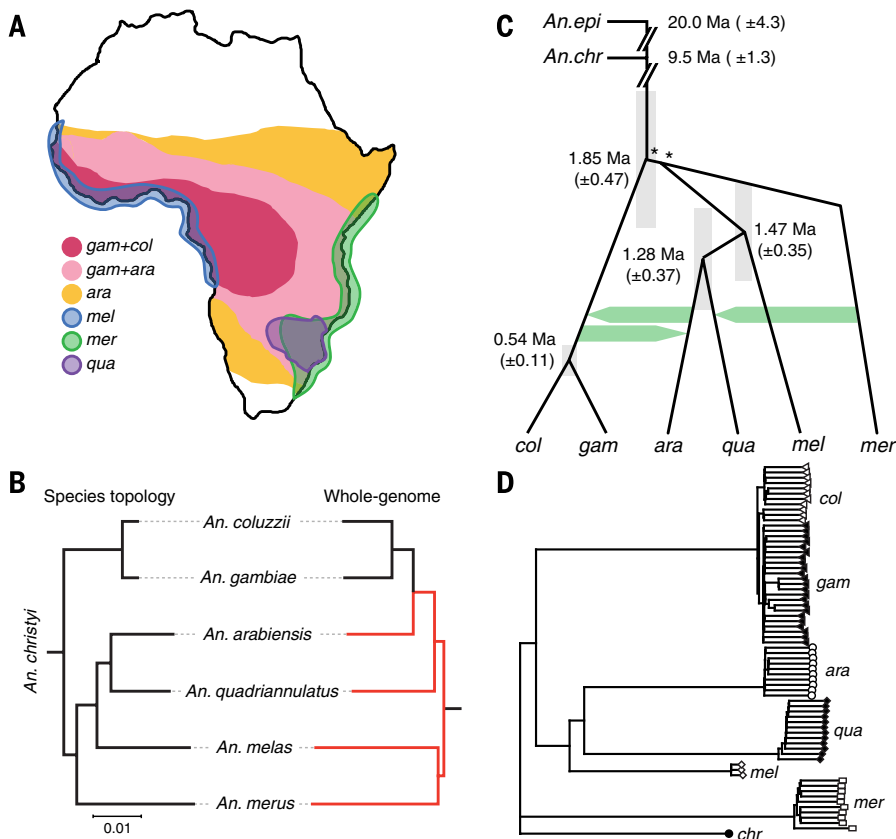 A
gam+col
gam+ara
ara
mel
mer
qua
C
An.epi
20.0 Ma ( ±4.3)
An.chr
9.5 Ma ( ±1.3)
* *
1.85 Ma
(±0.47)
1.47 Ma
(±0.35)
1.28 Ma
(±0.37)
0.54 Ma
(±0.11)
col gam ara qua mel mer
B
Species topology Whole-genome
An. christyi
An. coluzzii
An. gambiae
An. arabiensis
An. quadriannulatus
An. melas
An. merus
0.01
D
col
gam
ara
qua
mel
mer
chr